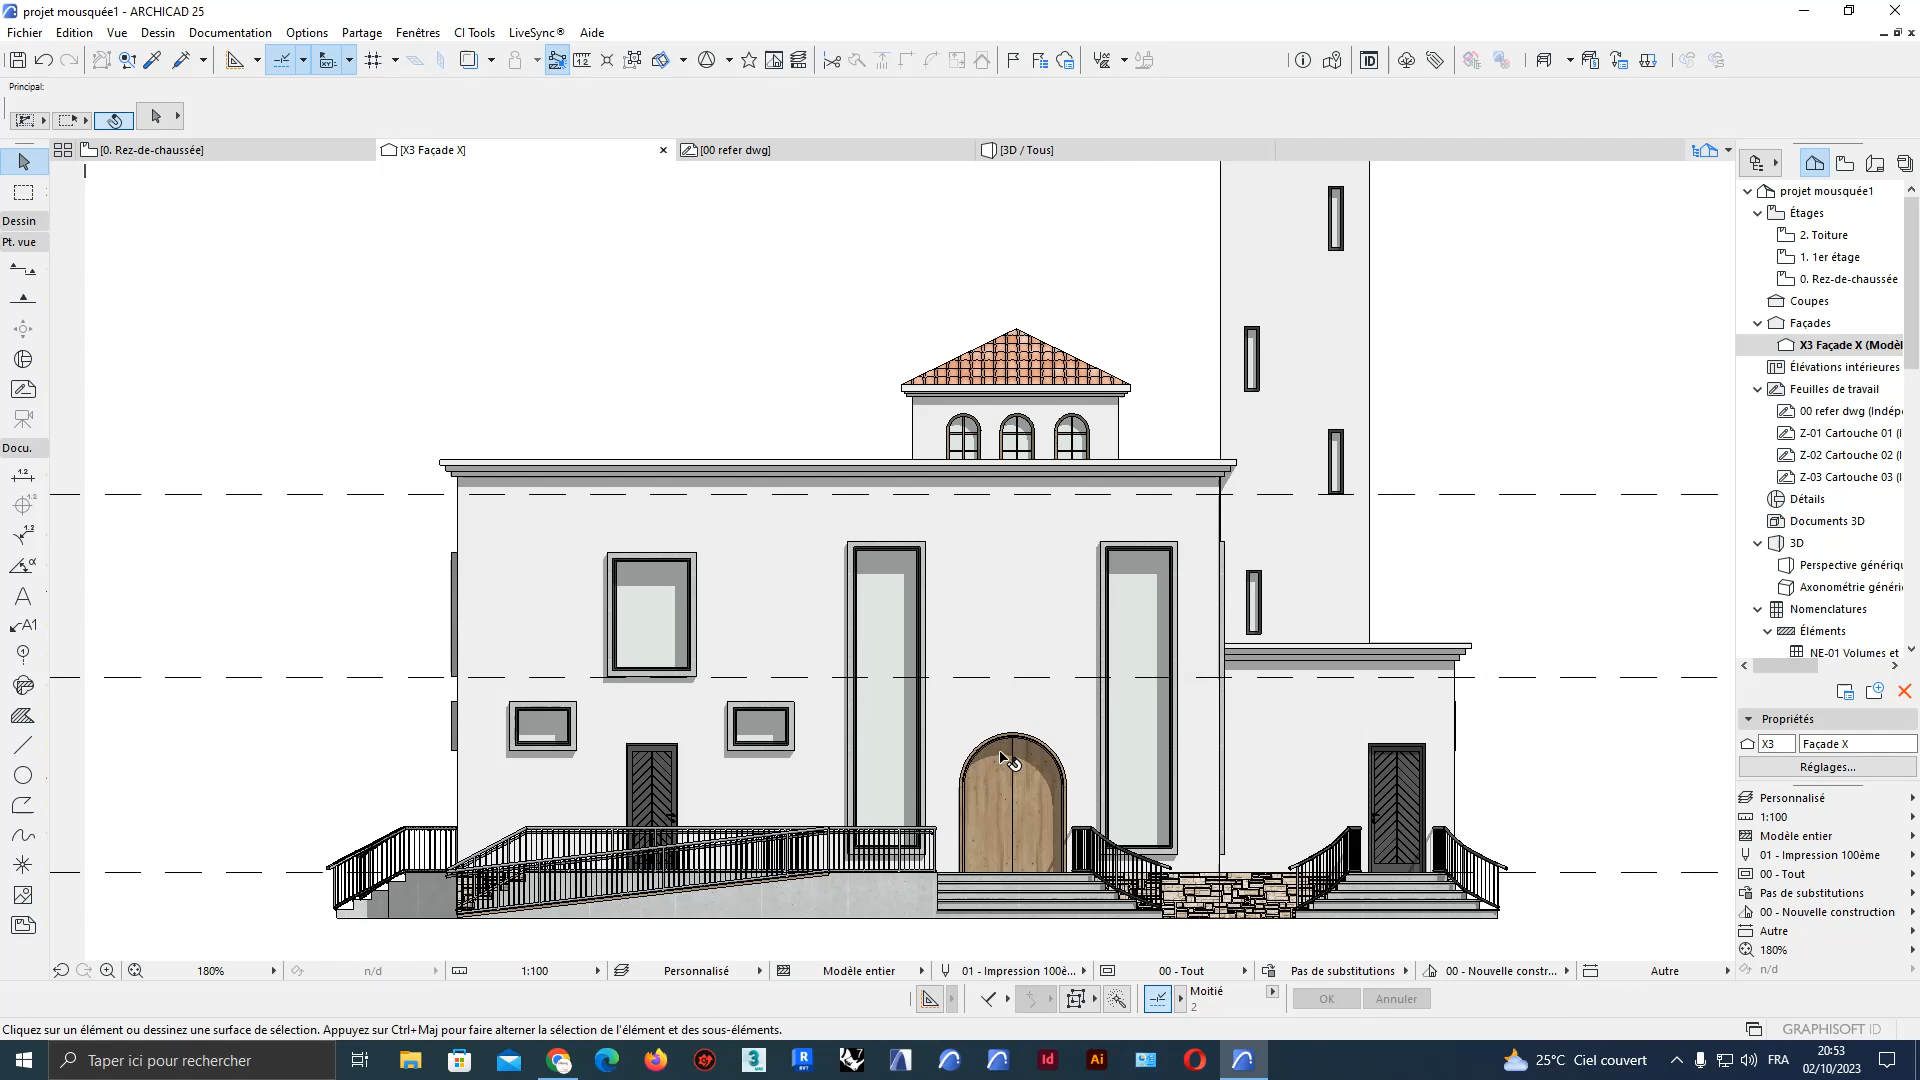 projet mousquée1 - ARCHICAD 25
Fichier Edition Vue Dessin Documentation Options Partage Fenêtres CI Tools LiveSync® Aide
Principal:
[0. Rez-de-chaussée] [X3 Façade X] [00 refer dwg] [3D / Tous]
Dessin
Pt. vue
Docu.
projet mousquée1
Étages
2. Toiture
1. 1er étage
0. Rez-de-chaussée
Coupes
Façades
X3 Façade X (Modèl
Élévations intérieures
Feuilles de travail
00 refer dwg (Indép
Z-01 Cartouche 01 (I
Z-02 Cartouche 02 (I
Z-03 Cartouche 03 (I
Détails
Documents 3D
3D
Perspective génériqu
Axonométrie généri
Nomenclatures
Éléments
NE-01 Volumes et
Propriétés
X3 Façade X
Réglages...
Personnalisé
1:100
Modèle entier
01 - Impression 100ème
00 - Tout
Pas de substitutions
00 - Nouvelle construction
Autre
180%
n/d
180% n/d 1:100 Personnalisé Modèle entier 01 - Impression 100è... 00 - Tout Pas de substitutions 00 - Nouvelle constr... Autre
Moitié
2
OK Annuler
Cliquez sur un élément ou dessinez une surface de sélection. Appuyez sur Ctrl+Maj pour faire alterner la sélection de l'élément et des sous-éléments.
GRAPHISOFT ID
Taper ici pour rechercher
25°C Ciel couvert
FRA
20:53
02/10/2023